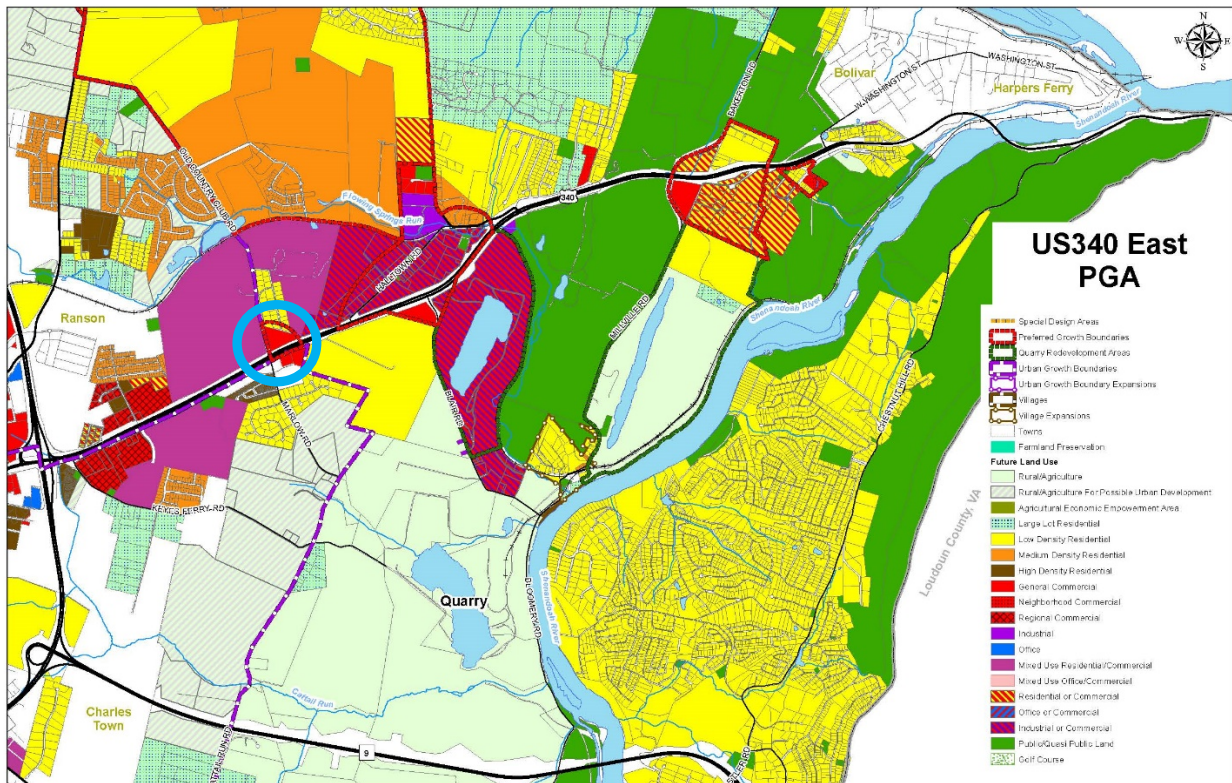 N
W E
S
WASHINGTON ST
Bolivar
W. WASHINGTON ST
Harpers Ferry
BAKERTON RD
Shenandoah River
OLD COUNTRY CLUB RD
340
Flowing Springs Run
HALLTOWN RD
US340 East
PGA
Ranson
MILLVILLE RD
Shenandoah River
BLAIR RD
MARLOW RD
CHESTNUT HILL RD
KEYES FERRY RD
Loudoun County, VA
Quarry
BLOOMERY RD
Shenandoah River
Cattail Run
Charles
Town
9
Special Design Areas
Preferred Growth Boundaries
Quarry Redevelopment Areas
Urban Growth Boundaries
Urban Growth Boundary Expansions
Villages
Village Expansions
Towns
Farmland Preservation
Future Land Use
Rural/Agriculture
Rural/Agriculture For Possible Urban Development
Agricultural Economic Empowerment Area
Large Lot Residential
Low Density Residential
Medium Density Residential
High Density Residential
General Commercial
Neighborhood Commercial
Regional Commercial
Industrial
Office
Mixed Use Residential/Commercial
Mixed Use Office/Commercial
Residential or Commercial
Office or Commercial
Industrial or Commercial
Public/Quasi Public Land
Golf Course